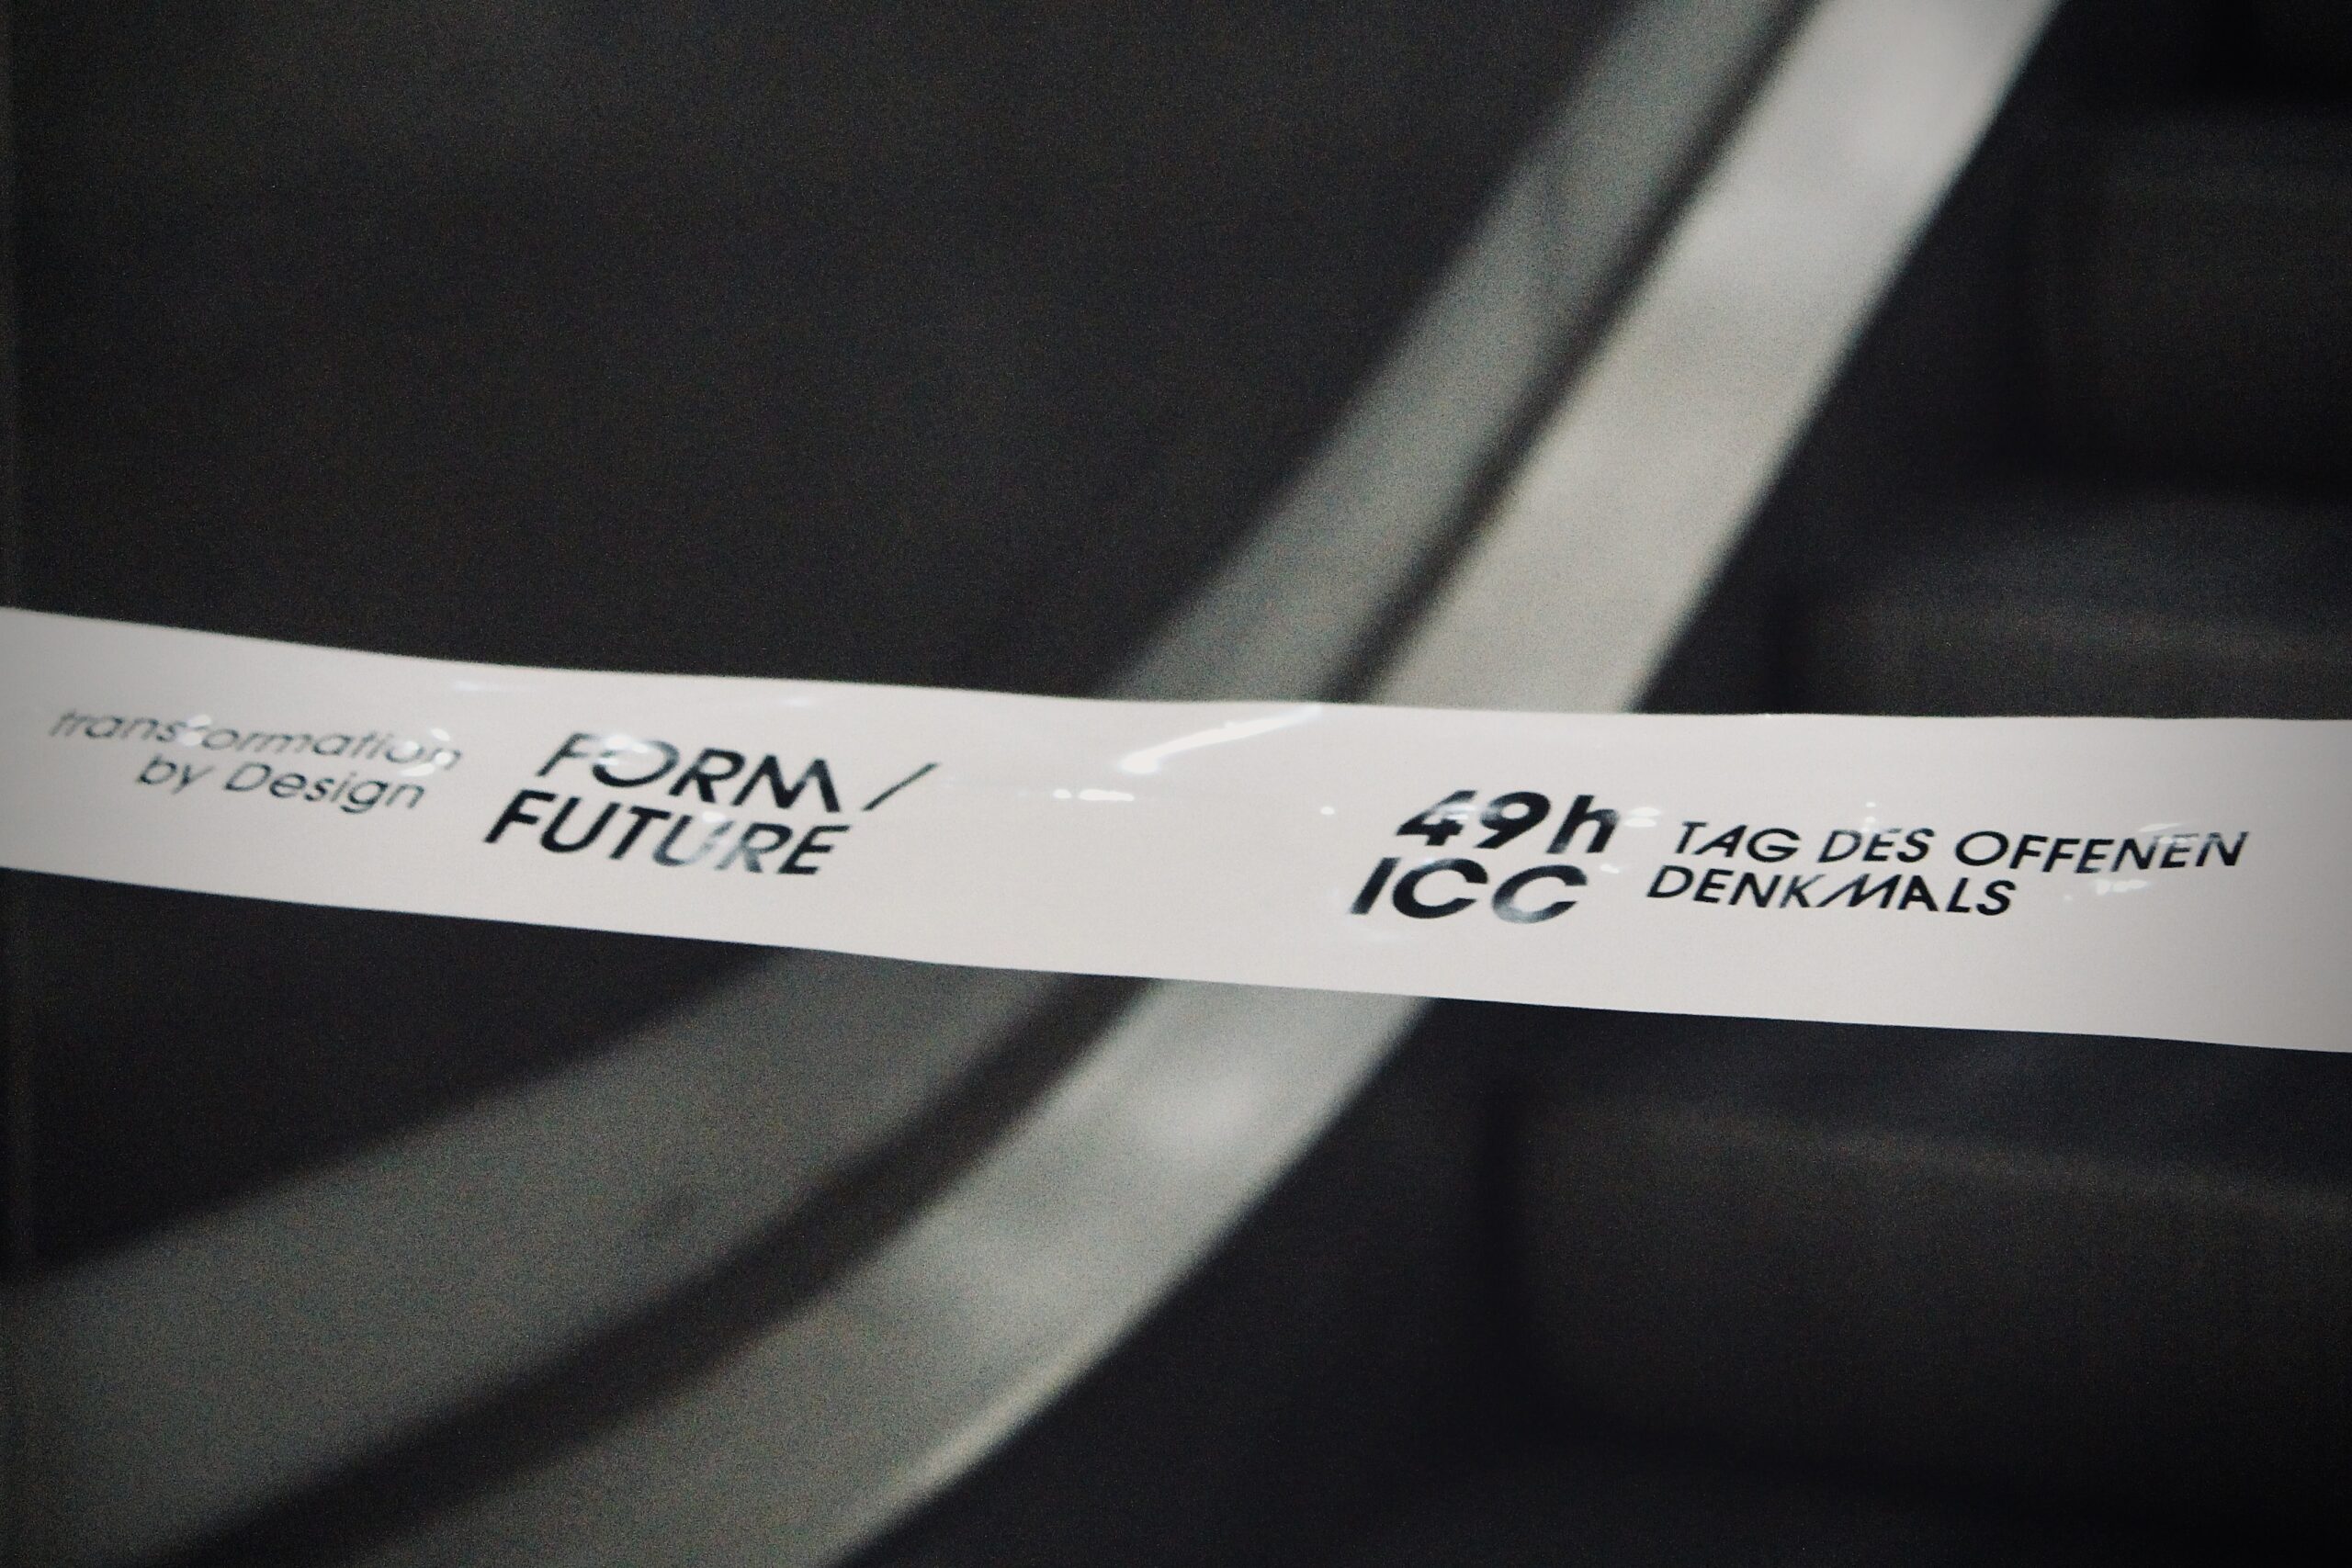 transformation
by Design
FORM /
FUTURE
49h
ICC
TAG DES OFFENEN
DENKMALS